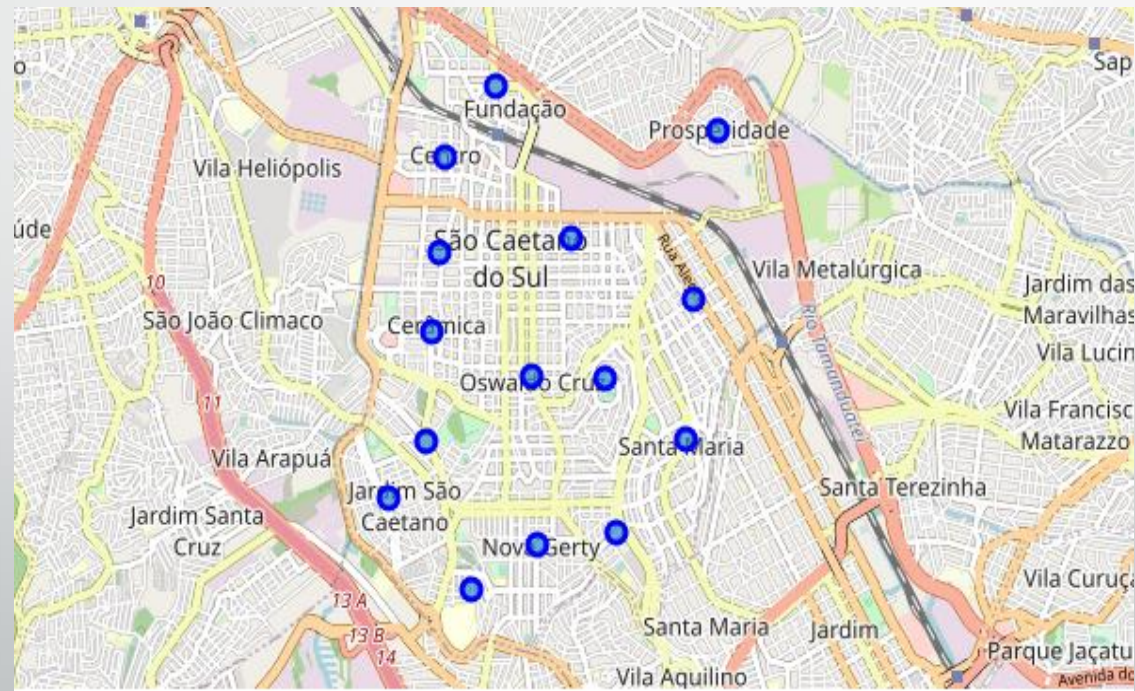 Sap
Fundação
Prosperidade
Centro
Vila Heliópolis
úde
São Caetano
do Sul
Vila Metalúrgica
Jardim das
Maravilhas
10
São João Climaco
Cerâmica
Rio Tamanduateí
Vila Lucin
Oswaldo Cruz
11
Vila Francisc
Matarazzo
Santa Maria
Vila Arapuá
Jardim São
Caetano
Santa Terezinha
Jardim Santa
Cruz
Nova Gerty
Vila Curuçá
13 A
13 B
14
Santa Maria
Jardim
Parque Jaçatu
Vila Aquilino
Avenida do